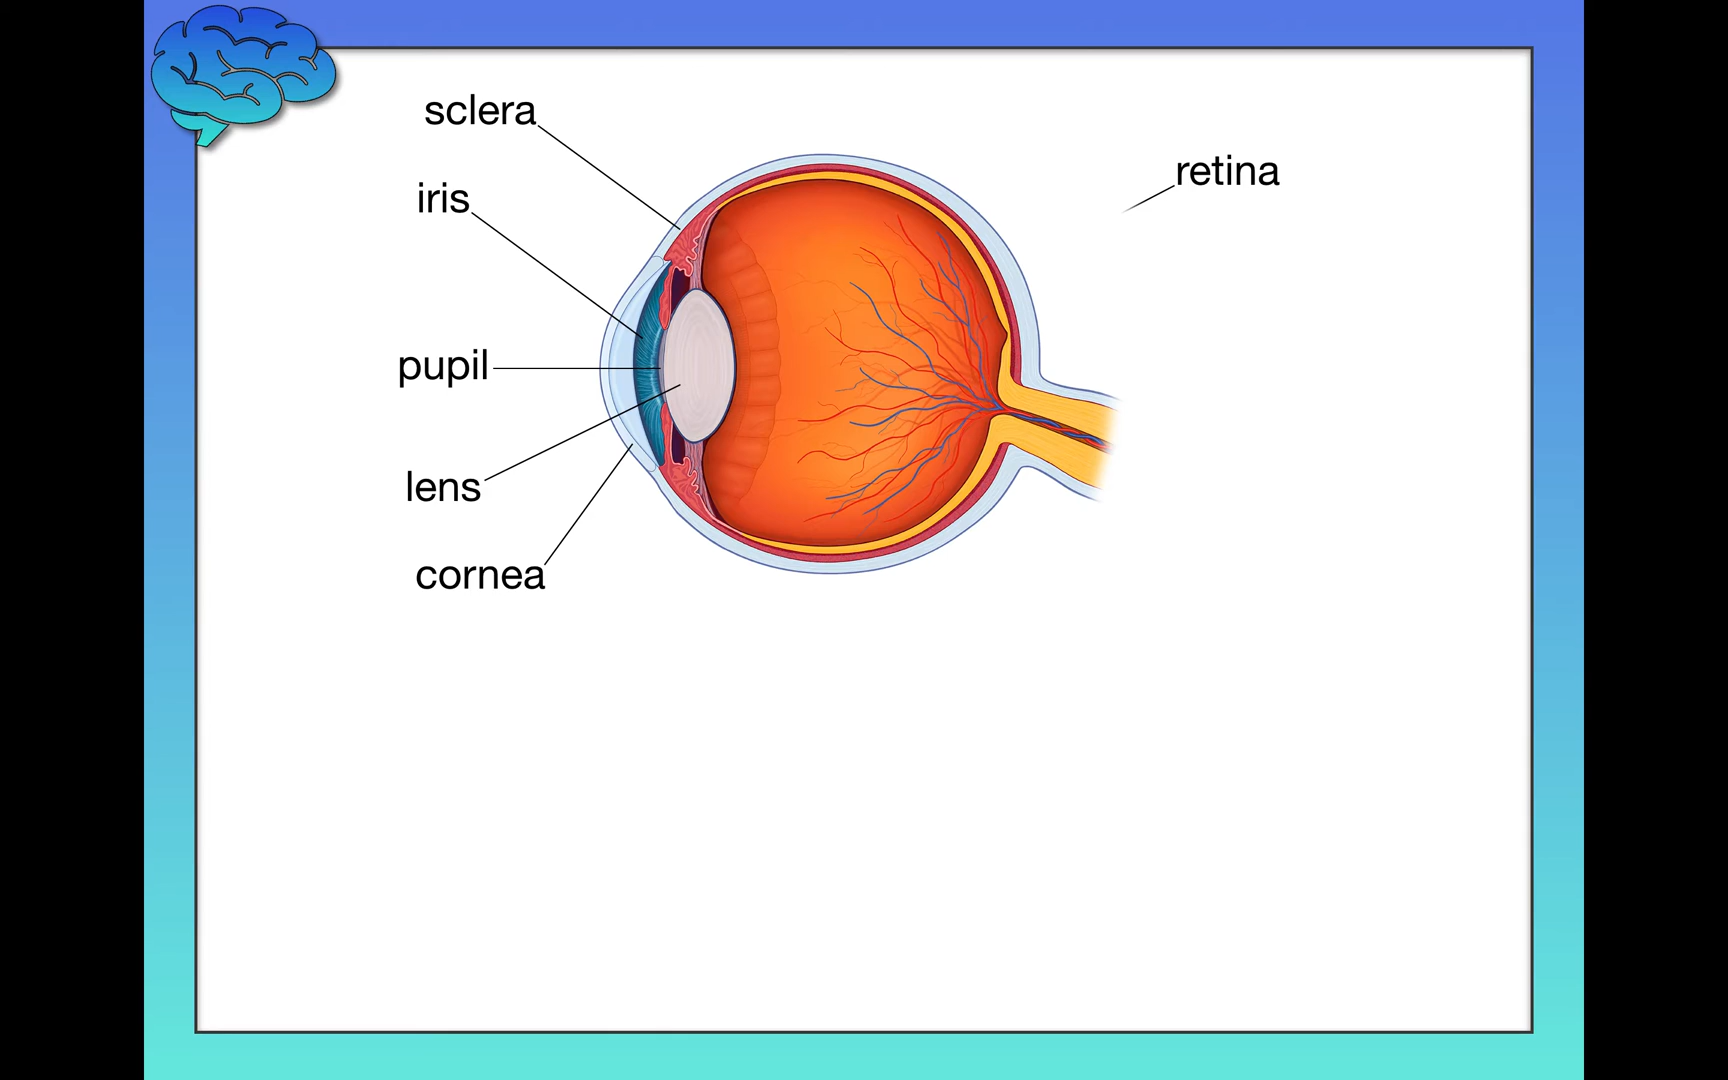 sclera
iris
pupil
lens
cornea
retina